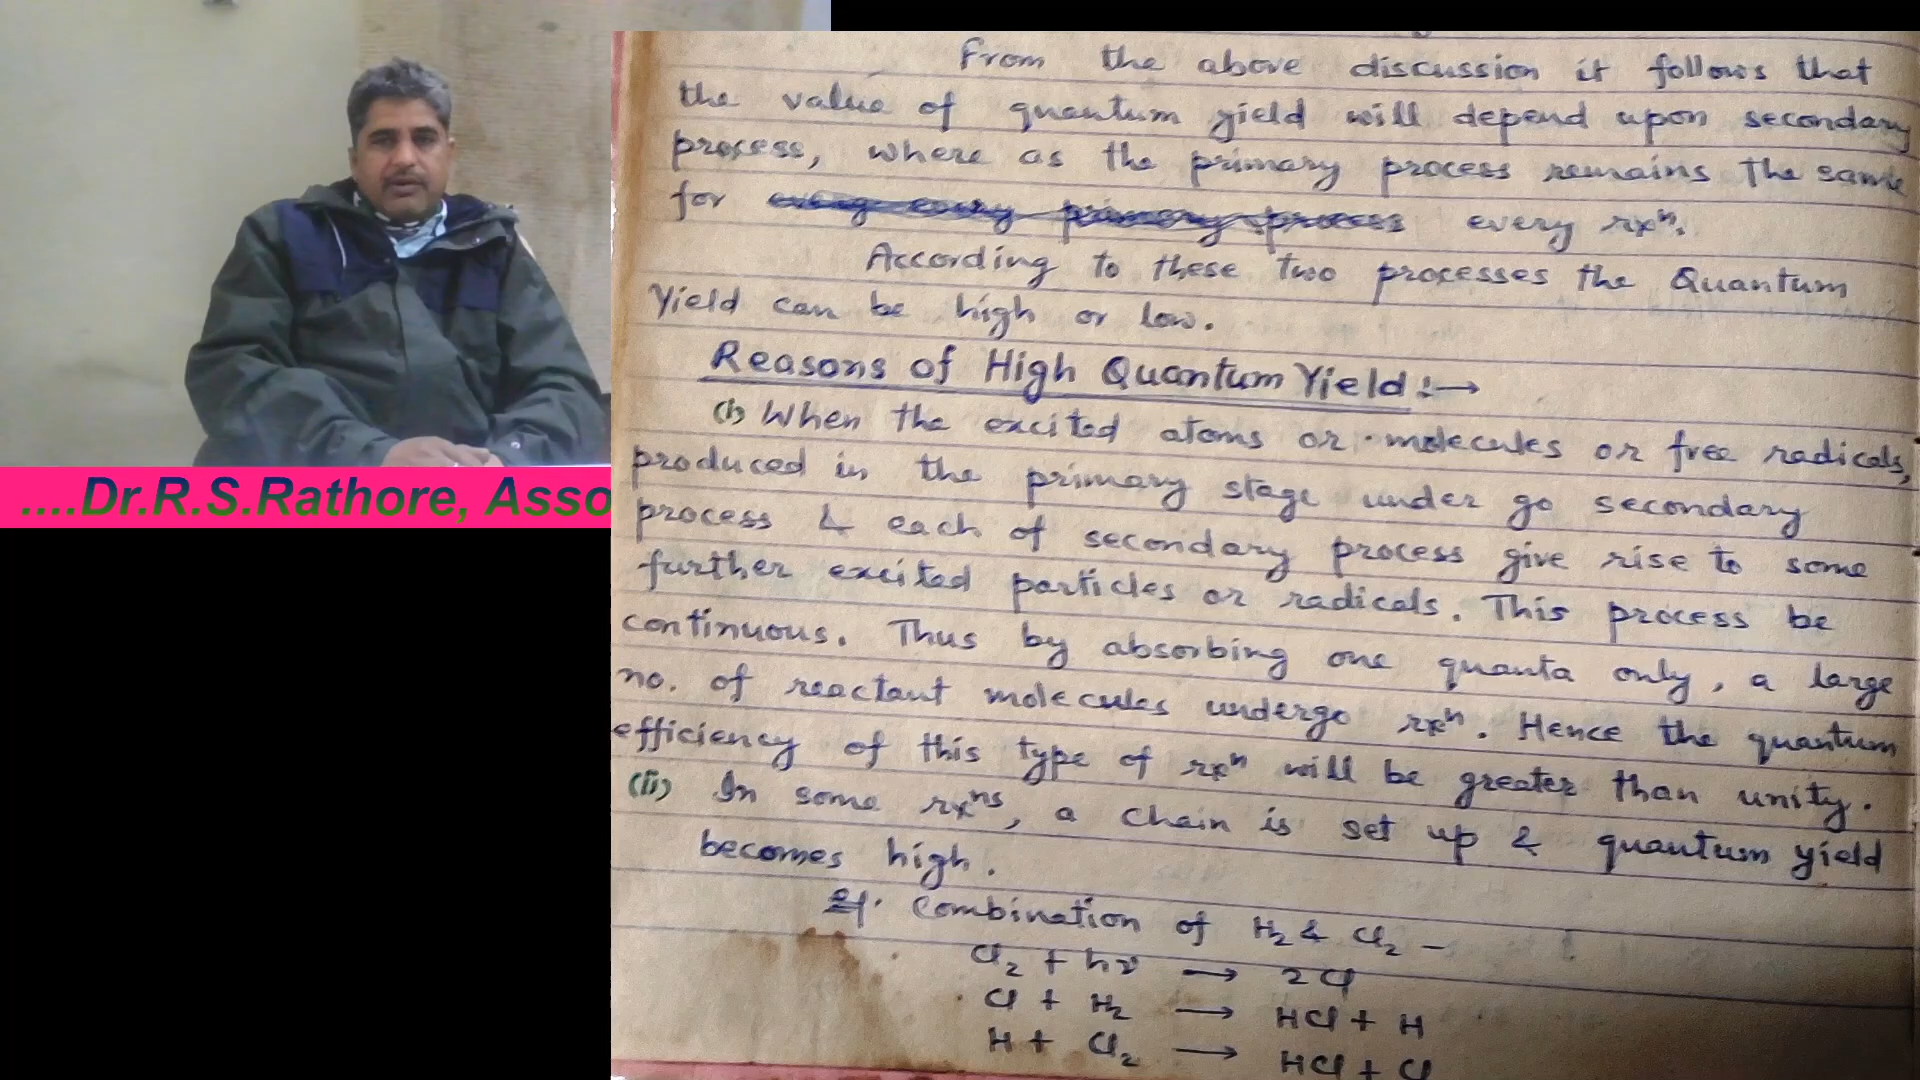 ....Dr.R.S.Rathore, Asso
From the above discussion it follows that
the value of quantum yield will depend upon secondary
process, where as the primary process remains the same
for every rxⁿ.
According to these two processes the Quantum
Yield can be high or low.
Reasons of High Quantum Yield :→
(i) When the excited atoms or molecules or free radicals,
produced in the primary stage under go secondary
process & each of secondary process give rise to some
further excited particles or radicals. This process be
continuous. Thus by absorbing one quanta only, a large
no. of reactant molecules undergo rxⁿ. Hence the quantum
efficiency of this type of rxⁿ will be greater than unity.
(ii) In some rxⁿˢ, a chain is set up & quantum yield
becomes high.
Combination of H₂ & Cl₂ –
Cl₂ + hν → 2Cl
Cl + H₂ → HCl + H
H + Cl₂ → HCl + Cl